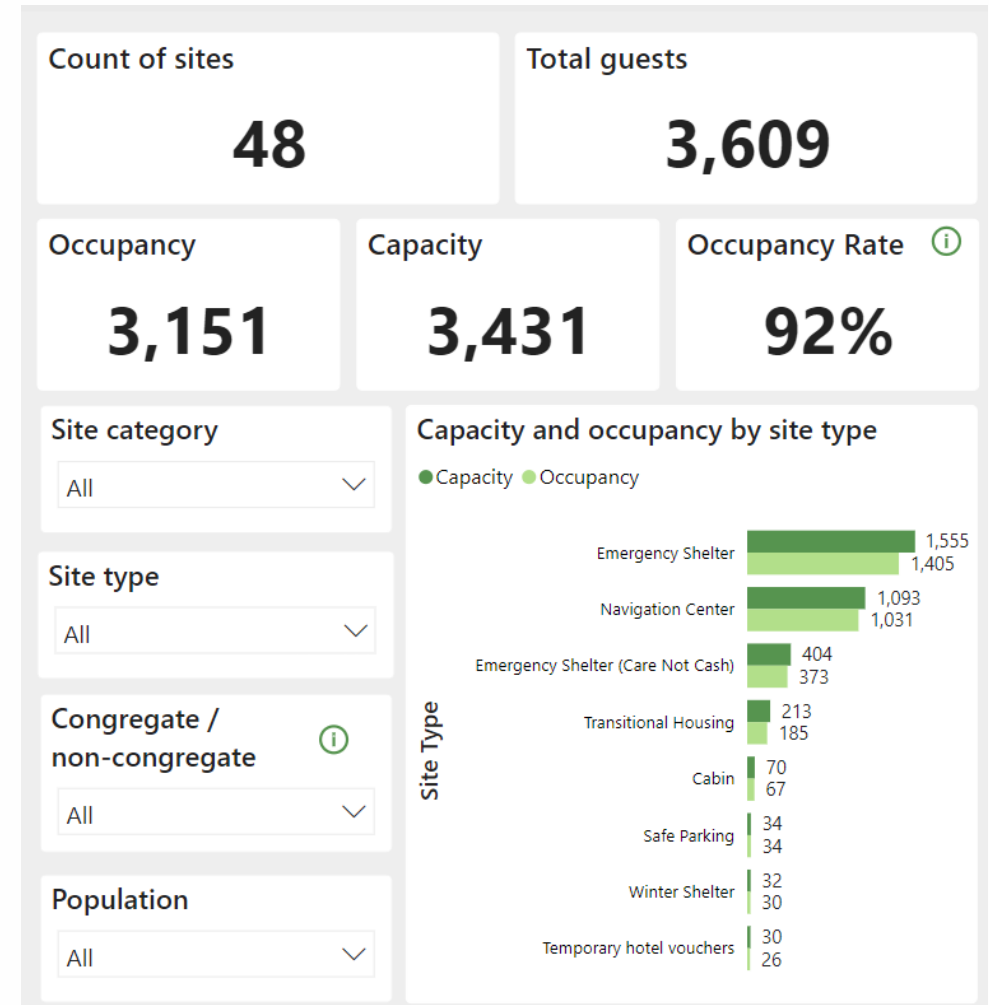 Count of sites
48
Total guests
3,609
Occupancy
3,151
Capacity
3,431
Occupancy Rate
92%
Site category
All
Site type
All
Congregate /
non-congregate
All
Population
All
Capacity and occupancy by site type
Capacity Occupancy
Site Type
Emergency Shelter
1,555
1,405
Navigation Center
1,093
1,031
Emergency Shelter (Care Not Cash)
404
373
Transitional Housing
213
185
Cabin
70
67
Safe Parking
34
34
Winter Shelter
32
30
Temporary hotel vouchers
30
26